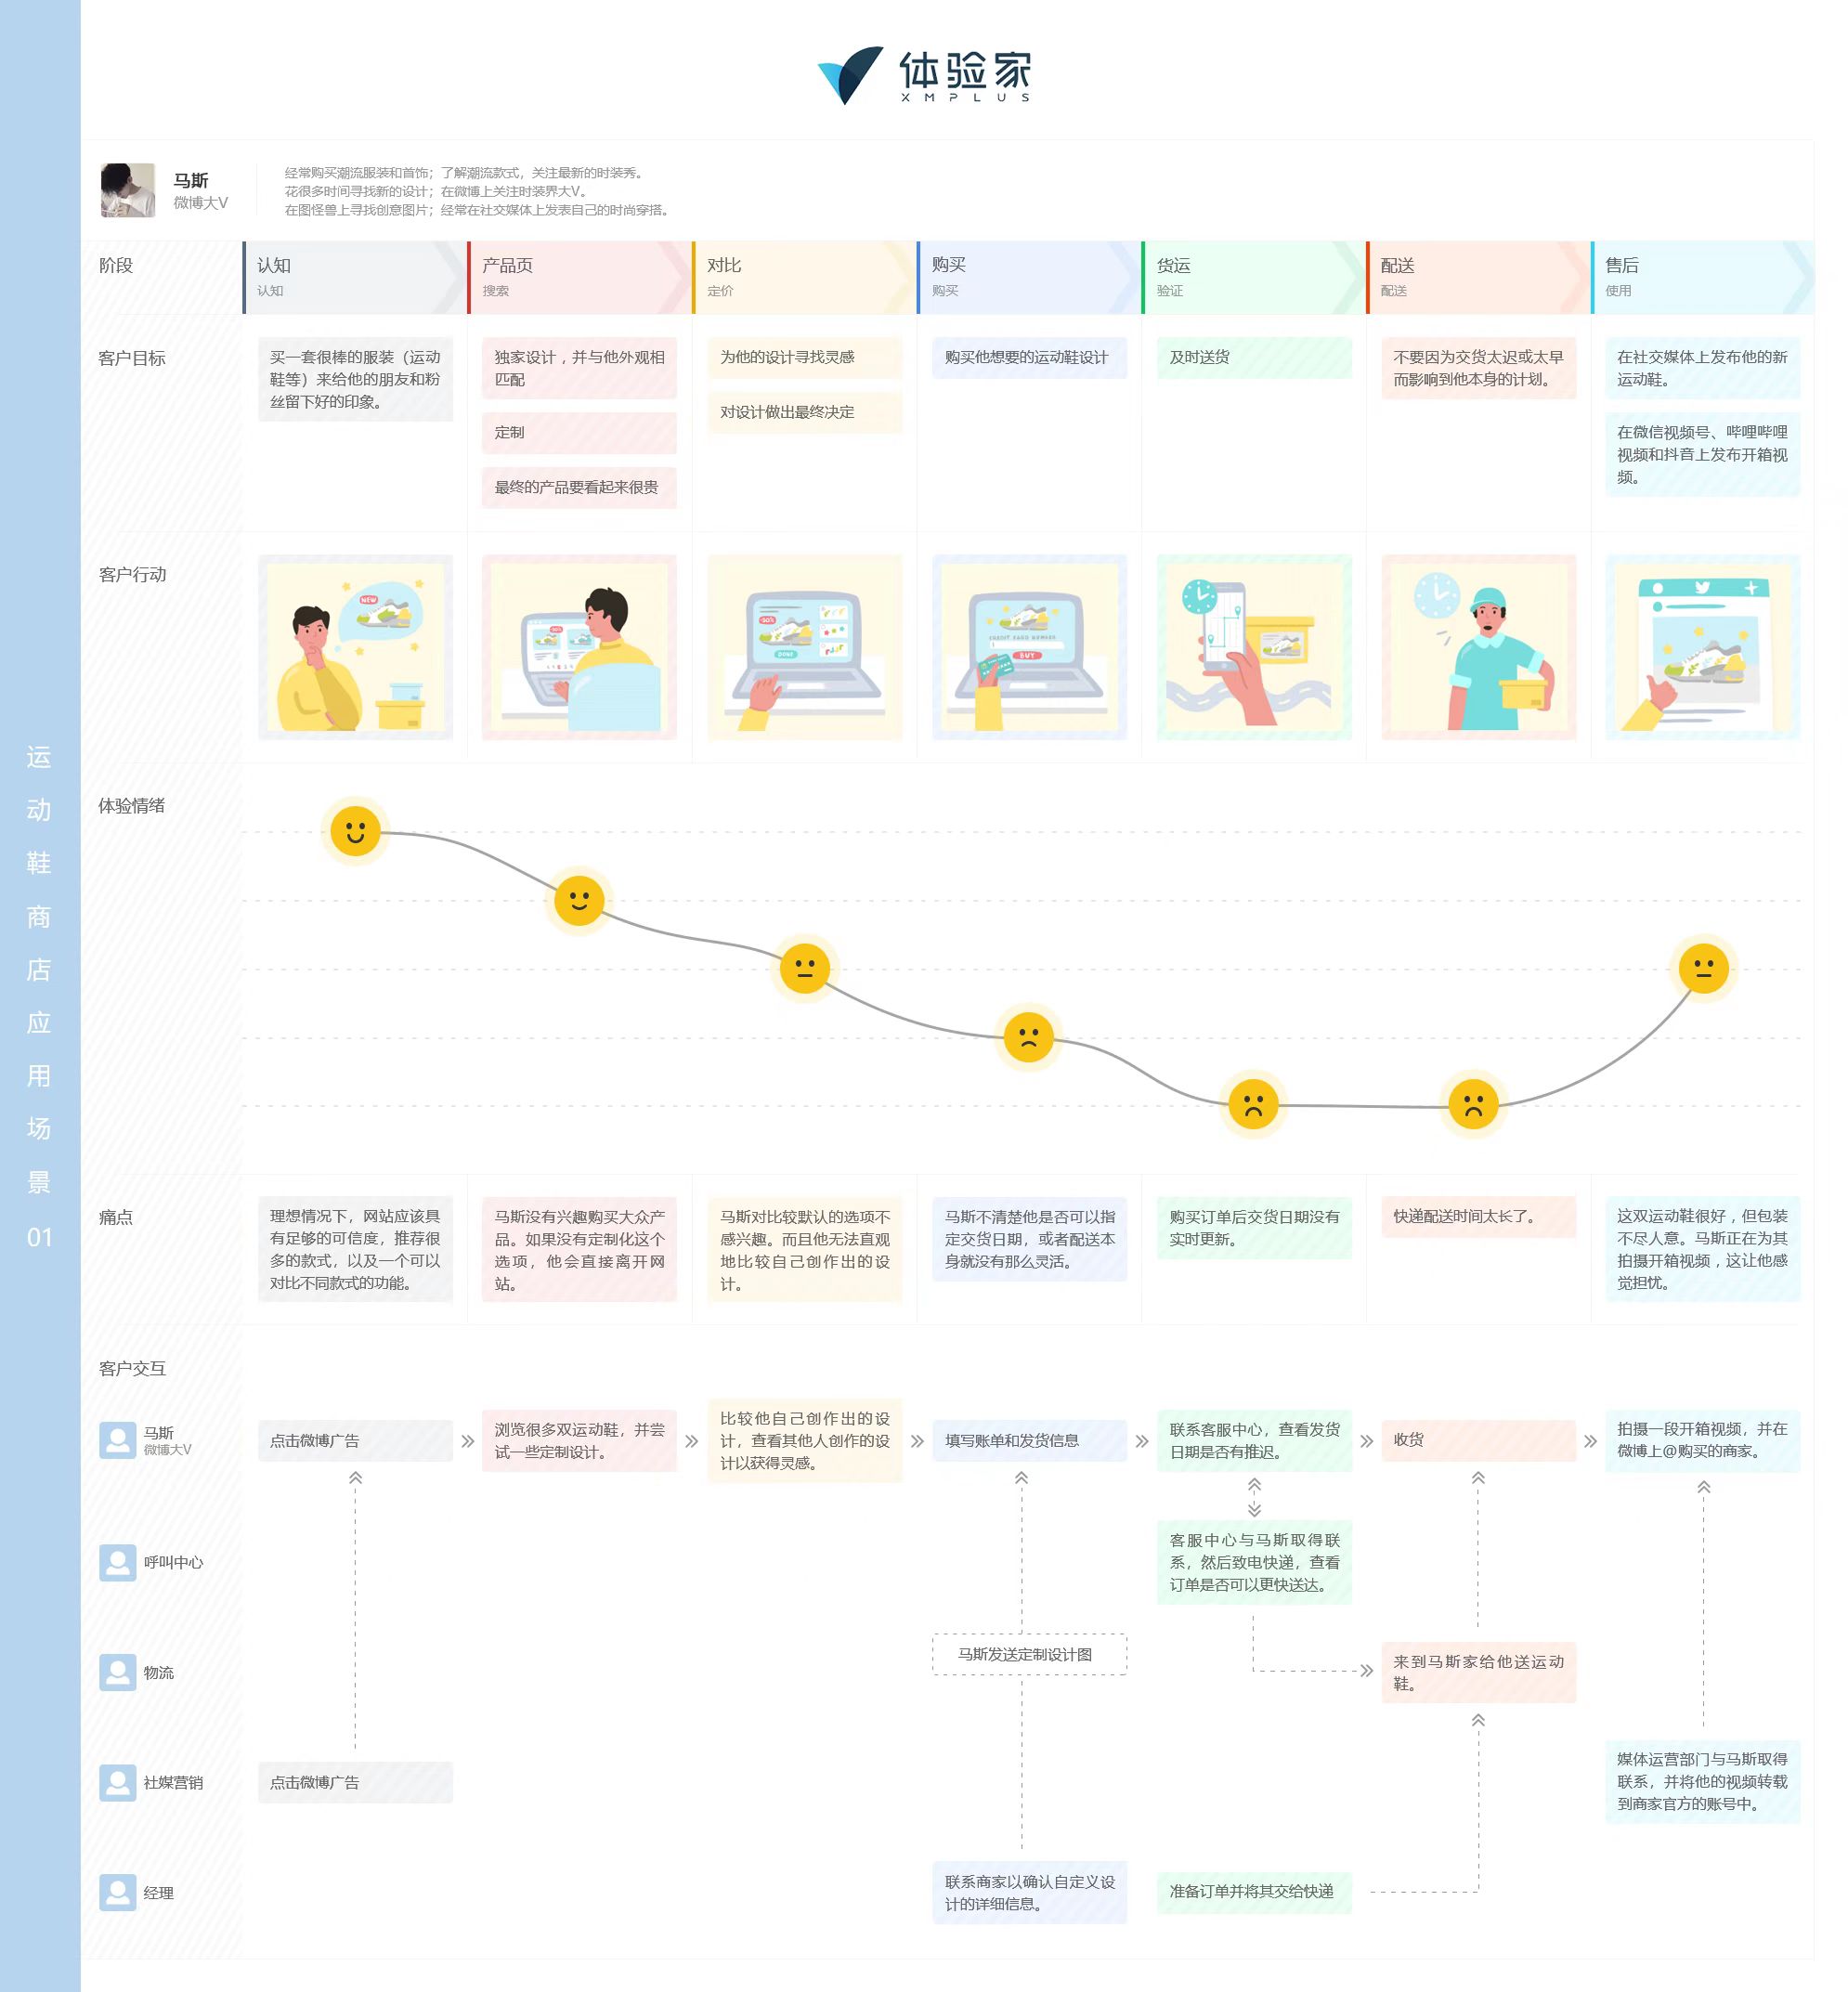 体验家
XMPLUS
马斯
微博大V
经常购买潮流服装和首饰；了解潮流款式，关注最新的时装秀。
花很多时间寻找新的设计；在微博上关注时装界大V。
在图怪兽上寻找创意图片；经常在社交媒体上发表自己的时尚穿搭。
运动鞋商店应用场景01
阶段
认知
认知
产品页
搜索
对比
定价
购买
购买
货运
验证
配送
配送
售后
使用
客户目标
买一套很棒的服装（运动
鞋等）来给他的朋友和粉
丝留下好的印象。
独家设计，并与他外观相
匹配
定制
最终的产品要看起来很贵
为他的设计寻找灵感
对设计做出最终决定
购买他想要的运动鞋设计
及时送货
不要因为交货太迟或太早
而影响到他本身的计划。
在社交媒体上发布他的新
运动鞋。
在微信视频号、哔哩哔哩
视频和抖音上发布开箱视
频。
客户行动
NEW
BUY
体验情绪
痛点
理想情况下，网站应该具
有足够的可信度，推荐很
多的款式，以及一个可以
对比不同款式的功能。
马斯没有兴趣购买大众产
品。如果没有定制化这个
选项，他会直接离开网
站。
马斯对比较默认的选项不
感兴趣。而且他无法直观
地比较自己创作出的设
计。
马斯不清楚他是否可以指
定交货日期，或者配送本
身就没有那么灵活。
购买订单后交货日期没有
实时更新。
快递配送时间太长了。
这双运动鞋很好，但包装
不尽人意。马斯正在为其
拍摄开箱视频，这让他感
觉担忧。
客户交互
马斯
微博大V
点击微博广告
浏览很多双运动鞋，并尝
试一些定制设计。
比较他自己创作出的设
计，查看其他人创作的设
计以获得灵感。
填写账单和发货信息
联系客服中心，查看发货
日期是否有推迟。
收货
拍摄一段开箱视频，并在
微博上@购买的商家。
呼叫中心
客服中心与马斯取得联
系，然后致电快递，查看
订单是否可以更快送达。
物流
马斯发送定制设计图
来到马斯家给他送运动
鞋。
社媒营销
点击微博广告
媒体运营部门与马斯取得
联系，并将他的视频转载
到商家官方的账号中。
经理
联系商家以确认自定义设
计的详细信息。
准备订单并将其交给快递